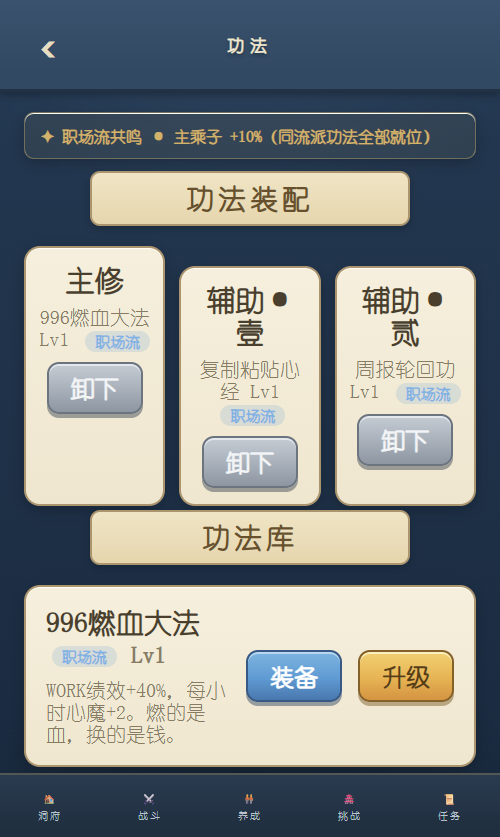 功法
✦ 职场流共鸣 • 主乘子 +10% (同流派功法全部就位)
功法装配
主修
996燃血大法
Lv1 职场流
卸下
辅助•
壹
复制粘贴心
经 Lv1
职场流
卸下
辅助•
贰
周报轮回功
Lv1 职场流
卸下
功法库
996燃血大法
职场流 Lv1
WORK绩效+40%, 每小
时心魔+2。燃的是
血, 换的是钱。
装备
升级
洞府
战斗
养成
挑战
任务